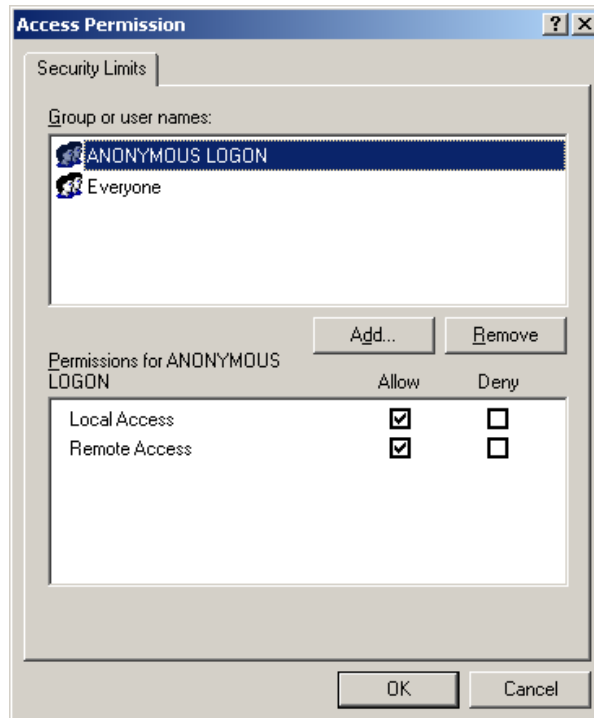 Access Permission
Security Limits
Group or user names:
ANONYMOUS LOGON
Everyone
Add...
Remove
Permissions for ANONYMOUS
LOGON
Allow
Deny
Local Access
Remote Access
OK
Cancel